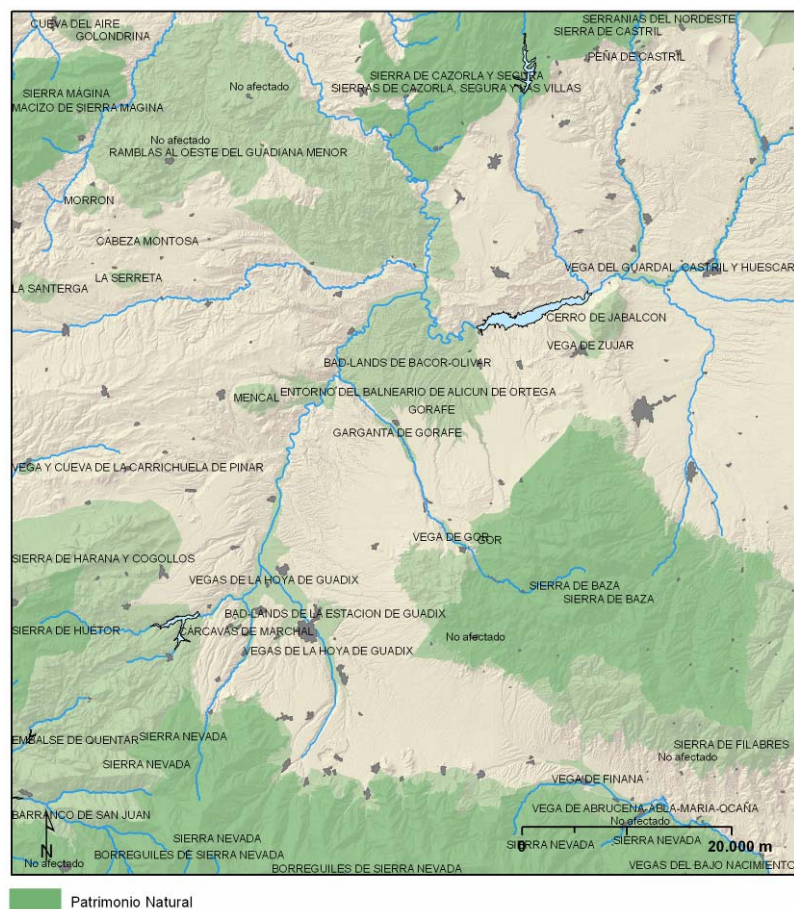 CUEVA DEL AIRE
GOLONDRINA
SERRANIAS DEL NORDESTE
SIERRA DE CASTRIL
PEÑA DE CASTRIL
SIERRA DE CAZORLA Y SEGURA
SIERRAS DE CAZORLA, SEGURA Y LAS VILLAS
No afectado
SIERRA MÁGINA
MACIZO DE SIERRA MAGINA
No afectado
RAMBLAS AL OESTE DEL GUADIANA MENOR
MORRON
CABEZA MONTOSA
VEGA DEL GUARDAL, CASTRIL Y HUESCAR
LA SERRETA
LA SANTERGA
CERRO DE JABALCON
VEGA DE ZUJAR
BAD-LANDS DE BACOR-OLIVAR
ENTORNO DEL BALNEARIO DE ALICUN DE ORTEGA
MENCAL
GORAFE
GARGANTA DE GORAFE
VEGA Y CUEVA DE LA CARRICHUELA DE PINAR
VEGA DE GOR
GOR
SIERRA DE HARANA Y COGOLLOS
VEGAS DE LA HOYA DE GUADIX
SIERRA DE BAZA
SIERRA DE BAZA
BAD-LANDS DE LA ESTACION DE GUADIX
SIERRA DE HUETOR
CARCAVAS DE MARCHAL
No afectado
VEGAS DE LA HOYA DE GUADIX
EMBALSE DE QUENTAR
SIERRA NEVADA
SIERRA DE FILABRES
No afectado
SIERRA NEVADA
VEGA DE FINANA
VEGA DE ABRUCENA-ABLA-MARIA-OCAÑA
BARRANCO DE SAN JUAN
No afectado
N
SIERRA NEVADA
SIERRA NEVADA
SIERRA NEVADA
0
20.000 m
BORREGUILES DE SIERRA NEVADA
No afectado
BORREGUILES DE SIERRA NEVADA
VEGAS DEL BAJO NACIMIENTO
Patrimonio Natural